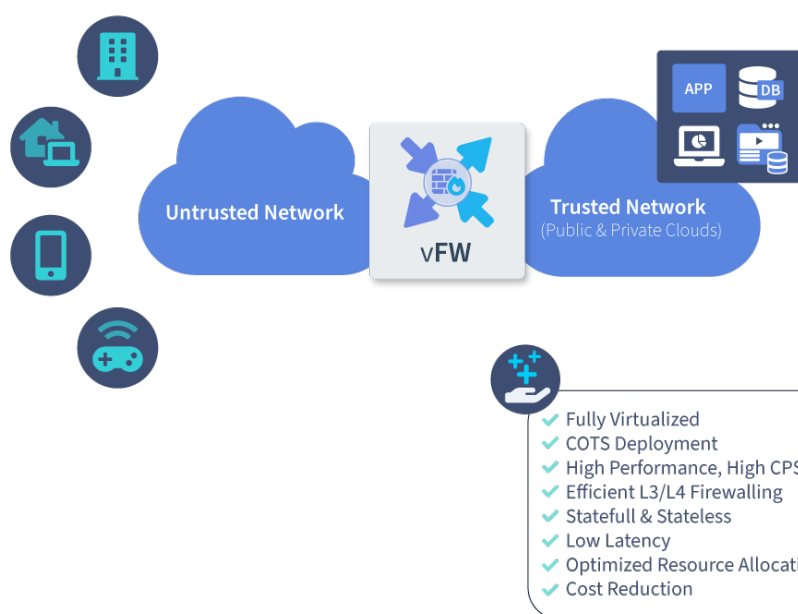 APP
DB
Untrusted Network
Trusted Network
(Public & Private Clouds)
vFW
Fully Virtualized
COTS Deployment
High Performance, High CPS
Efficient L3/L4 Firewalling
Statefull & Stateless
Low Latency
Optimized Resource
Cost Reduction